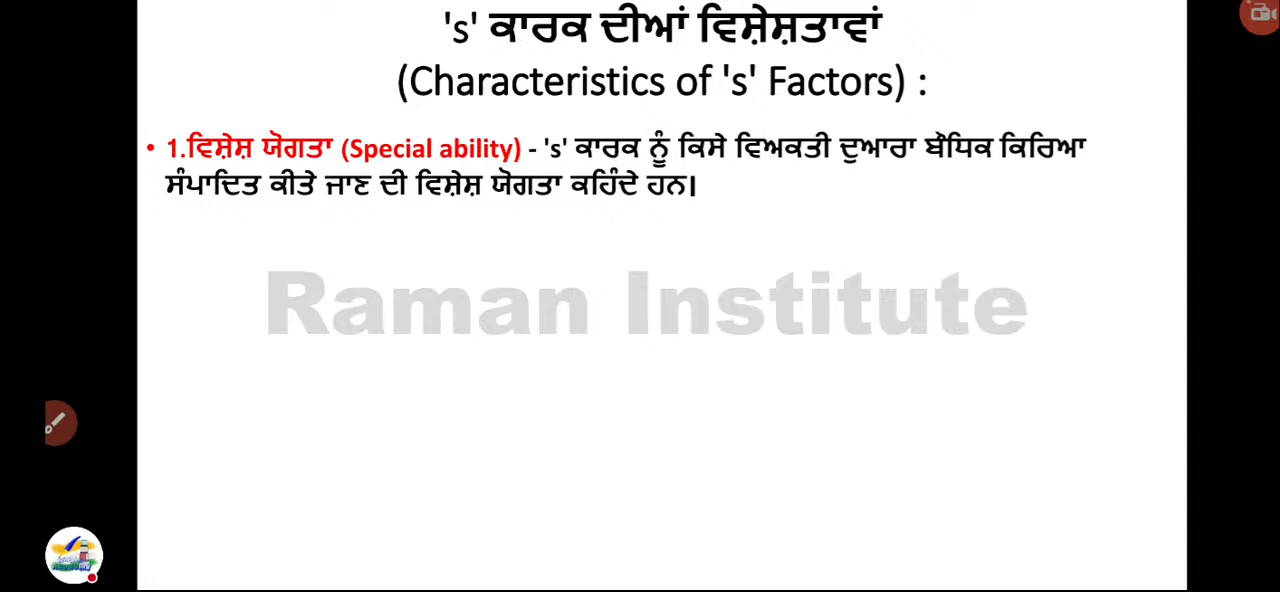 's' ਕਾਰਕ ਦੀਆਂ ਵਿਸ਼ੇਸ਼ਤਾਵਾਂ
(Characteristics of 's' Factors) :
• 1.ਵਿਸ਼ੇਸ਼ ਯੋਗਤਾ (Special ability) - 's' ਕਾਰਕ ਨੂੰ ਕਿਸੇ ਵਿਅਕਤੀ ਦੁਆਰਾ ਬੌਧਿਕ ਕਿਰਿਆ
ਸੰਪਾਦਿਤ ਕੀਤੇ ਜਾਣ ਦੀ ਵਿਸ਼ੇਸ਼ ਯੋਗਤਾ ਕਹਿੰਦੇ ਹਨ।
Raman Institute